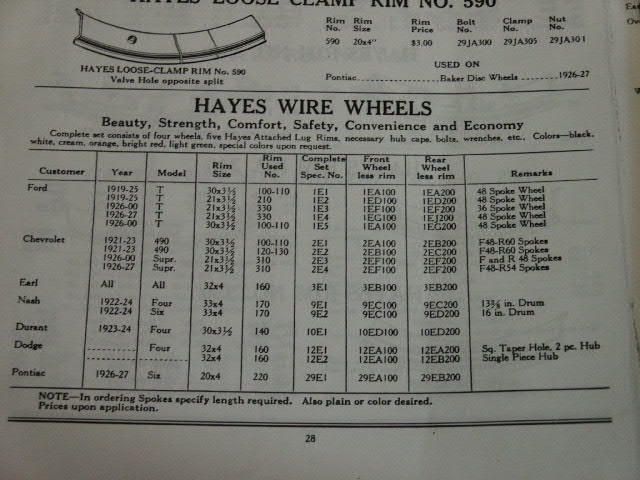 HAYES LOOSE CLAMP RIM NO. 590
Rim No. Rim Size Rim Price Bolt No. Clamp No. Nut No.
590 20x4" $3.00 29JA300 29JA305 29JA301
HAYES LOOSE-CLAMP RIM No. 590
Valve Hole opposite split
USED ON
Pontiac Baker Disc Wheels 1926-27
HAYES WIRE WHEELS
Beauty, Strength, Comfort, Safety, Convenience and Economy
Complete set consists of four wheels, five Hayes Attached Lug Rims, necessary hub caps, bolts, wrenches, etc. Colors—black,
white, cream, orange, bright red, light green, special colors upon request.
Customer Year Model Rim Size Rim Used No. Complete Set Spec. No. Front Wheel less rim Rear Wheel less rim Remarks
Ford 1919-25 T 30x3½ 100-110 1E1 1EA100 1EA200 48 Spoke Wheel
1919-25 T 21x3½ 210 1E2 1ED100 1ED200 48 Spoke Wheel
1926-00 T 21x3½ 330 1E3 1EF100 1EF200 36 Spoke Wheel
1926-27 T 21x3½ 330 1E4 1EG100 1EJ200 48 Spoke Wheel
1926-00 T 30x3½ 100-110 1E5 1EA100 1EG200 48 Spoke Wheel
Chevrolet 1921-23 490 30x3½ 100-110 2E1 2EA100 2EB200 F48-R60 Spokes
1921-23 490 30x3½ 120-130 2E2 2EB100 2EC200 F48-R60 Spokes
1926-00 Supr. 21x3½ 310 2E3 2EF100 2EF200 F and R 48 Spokes
1926-27 Supr. 21x3½ 310 2E4 2EF100 2EF200 F48-R54 Spokes
Earl All All 32x4 160 3E1 3EB100 3EB200
Nash 1922-24 Four 33x4 170 9E1 9EC100 9EC200 13⅜ in. Drum
1922-24 Six 33x4 170 9E2 9EC100 9ED200 16 in. Drum
Durant 1923-24 Four 30x3½ 140 10E1 10ED100 10ED200
Dodge Four 32x4 160 12E1 12EA100 12EA200 Sq. Taper Hole, 2 pc. Hub
32x4 160 12E2 12EA100 12EB200 Single Piece Hub
Pontiac 1926-27 Six 20x4 220 29E1 29EA100 29EB200
NOTE—In ordering Spokes specify length required. Also plain or color desired.
Prices upon application.
28